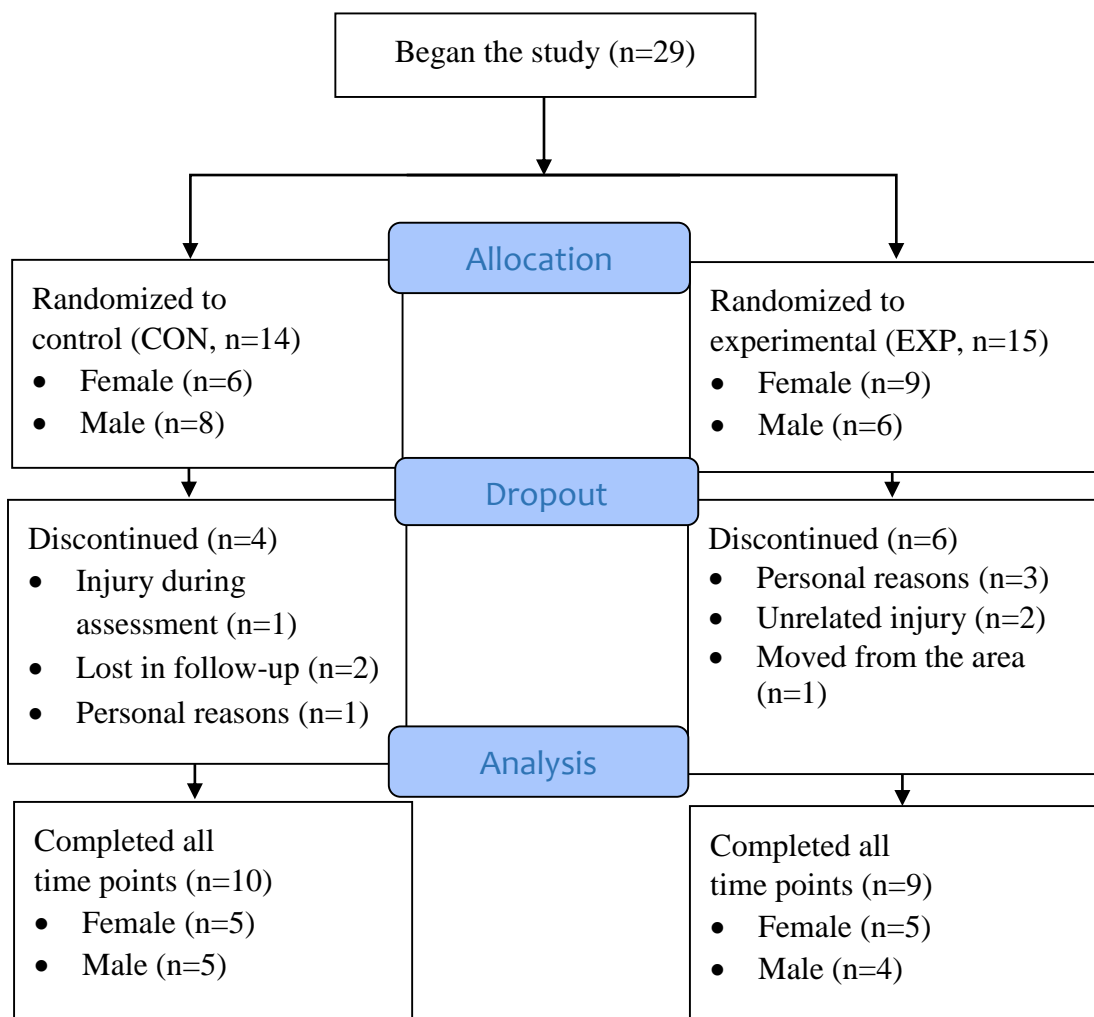 Began the study (n=29)
Allocation
Randomized to
control (CON, n=14)
• Female (n=6)
• Male (n=8)
Randomized to
experimental (EXP, n=15)
• Female (n=9)
• Male (n=6)
Dropout
Discontinued (n=4)
• Injury during
assessment (n=1)
• Lost in follow-up (n=2)
• Personal reasons (n=1)
Discontinued (n=6)
• Personal reasons (n=3)
• Unrelated injury (n=2)
• Moved from the area
(n=1)
Analysis
Completed all
time points (n=10)
• Female (n=5)
• Male (n=5)
Completed all
time points (n=9)
• Female (n=5)
• Male (n=4)